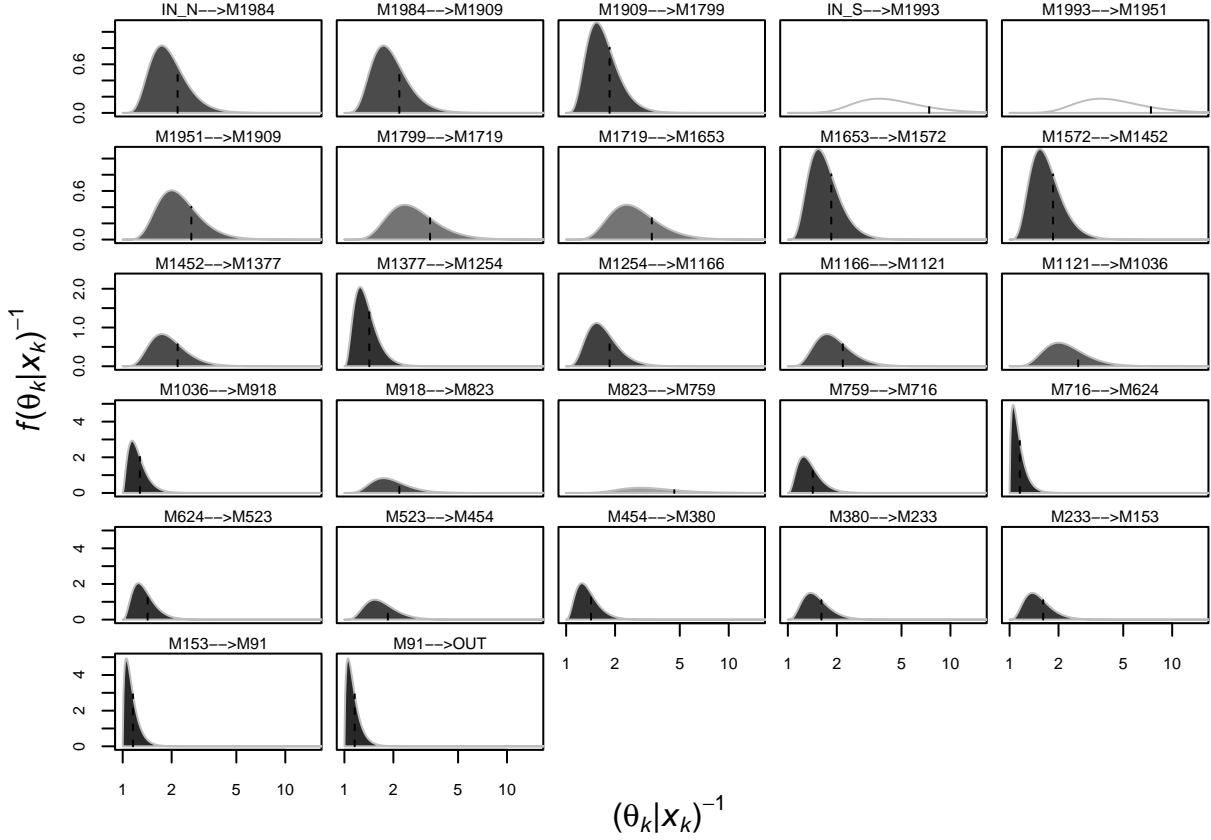 IN_N−−>M1984 M1984−−>M1909 M1909−−>M1799 IN_S−−>M1993 M1993−−>M1951
0.0 0.6
M1951−−>M1909 M1799−−>M1719 M1719−−>M1653 M1653−−>M1572 M1572−−>M1452
0.0 0.6
M1452−−>M1377 M1377−−>M1254 M1254−−>M1166 M1166−−>M1121 M1121−−>M1036
0.0 1.0 2.0
M1036−−>M918 M918−−>M823 M823−−>M759 M759−−>M716 M716−−>M624
0 2 4
M624−−>M523 M523−−>M454 M454−−>M380 M380−−>M233 M233−−>M153
0 2 4
1 2 5 10 1 2 5 10 1 2 5 10
M153−−>M91 M91−−>OUT
0 2 4
1 2 5 10 1 2 5 10
f(θk|xk)−1
(θk|xk)−1